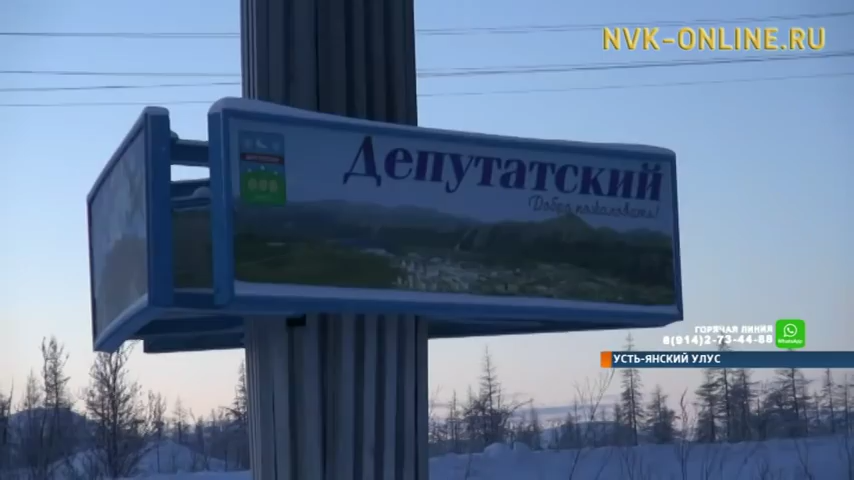 NVK-ONLINE.RU
Депутатский
Добро пожаловать!
ГОРЯЧАЯ ЛИНИЯ
8(914)2-73-44-88
WhatsApp
УСТЬ-ЯНСКИЙ УЛУС